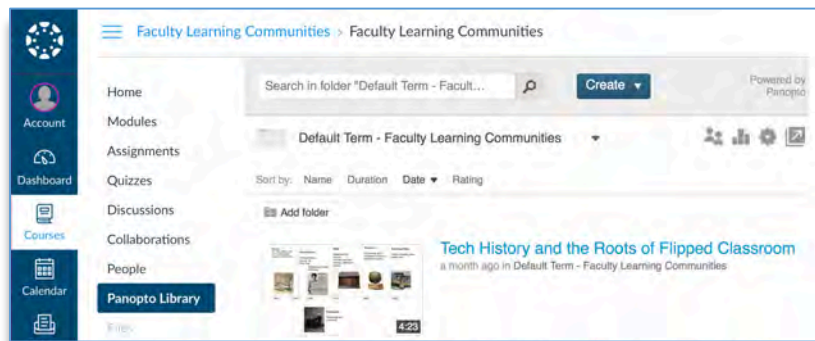 Faculty Learning Communities > Faculty Learning Communities
Account
Dashboard
Courses
Calendar
Home
Modules
Assignments
Quizzes
Discussions
Collaborations
People
Panopto Library
Files
Search in folder "Default Term - Facult...
Create
Powered by
Panopto
Default Term - Faculty Learning Communities
Sort by: Name Duration Date Rating
Add folder
4:23
Tech History and the Roots of Flipped Classroom
a month ago in Default Term - Faculty Learning Communities